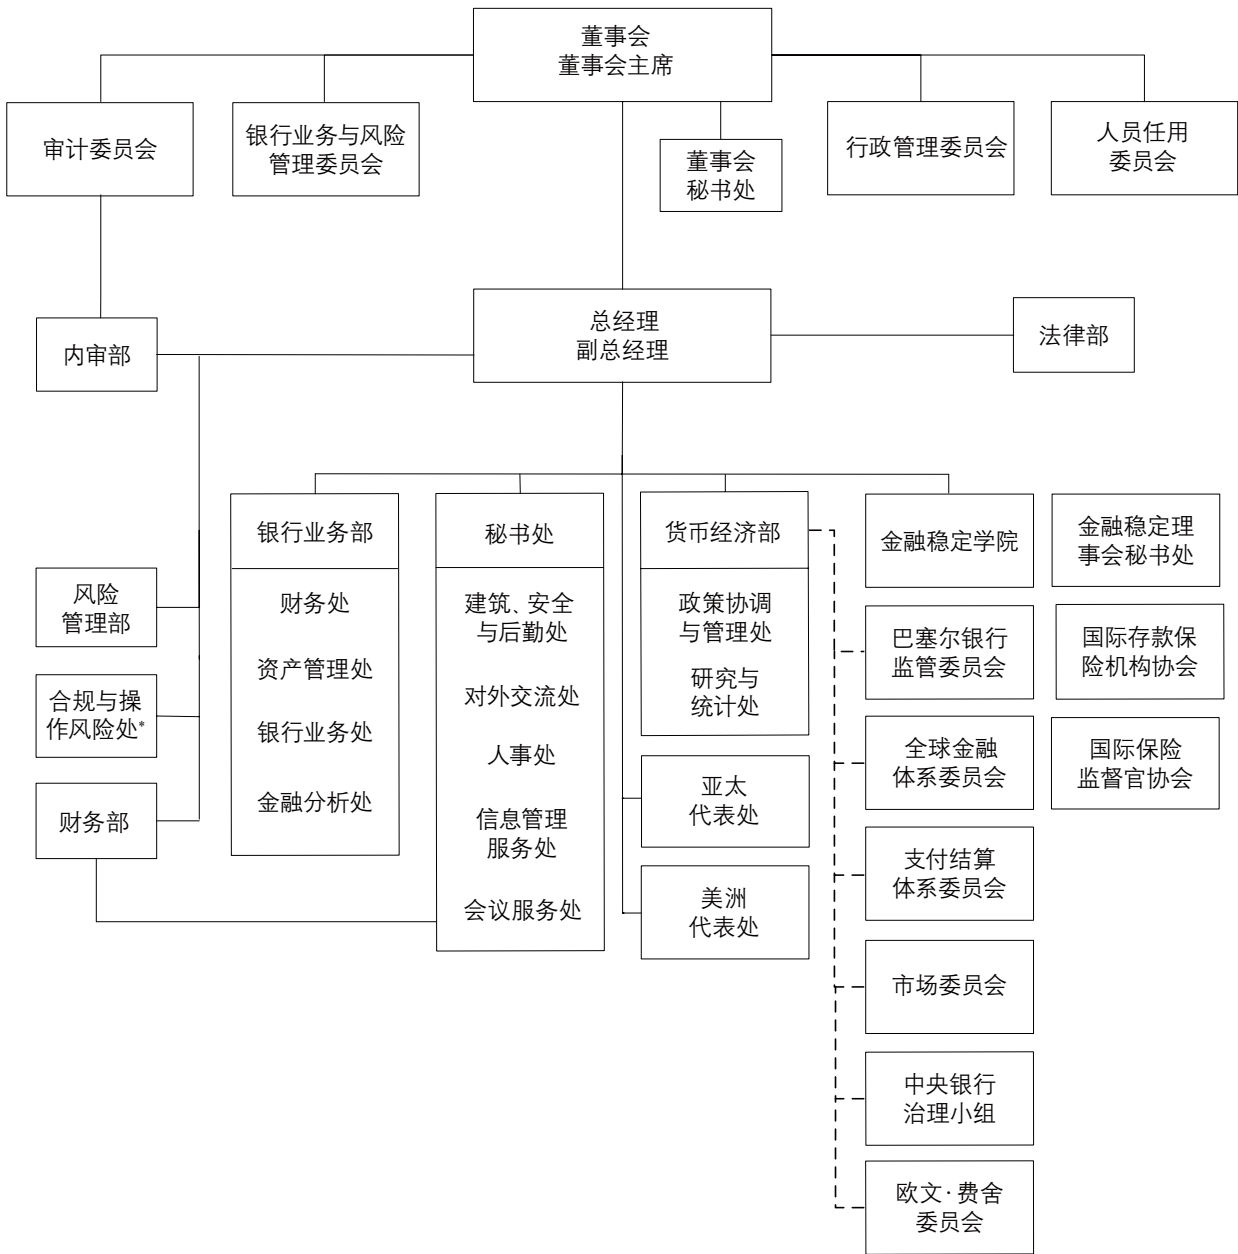 董事会
董事会主席
审计委员会
银行业务与风险
管理委员会
董事会
秘书处
行政管理委员会
人员任用
委员会
总经理
副总经理
内审部
法律部
银行业务部
财务处
资产管理处
银行业务处
金融分析处
秘书处
建筑、安全
与后勤处
对外交流处
人事处
信息管理
服务处
会议服务处
货币经济部
政策协调
与管理处
研究与
统计处
亚太
代表处
美洲
代表处
金融稳定学院
金融稳定理
事会秘书处
风险
管理部
合规与操
作风险处*
财务部
巴塞尔银行
监管委员会
国际存款保
险机构协会
全球金融
体系委员会
国际保险
监督官协会
支付结算
体系委员会
市场委员会
中央银行
治理小组
欧文·费舍
委员会